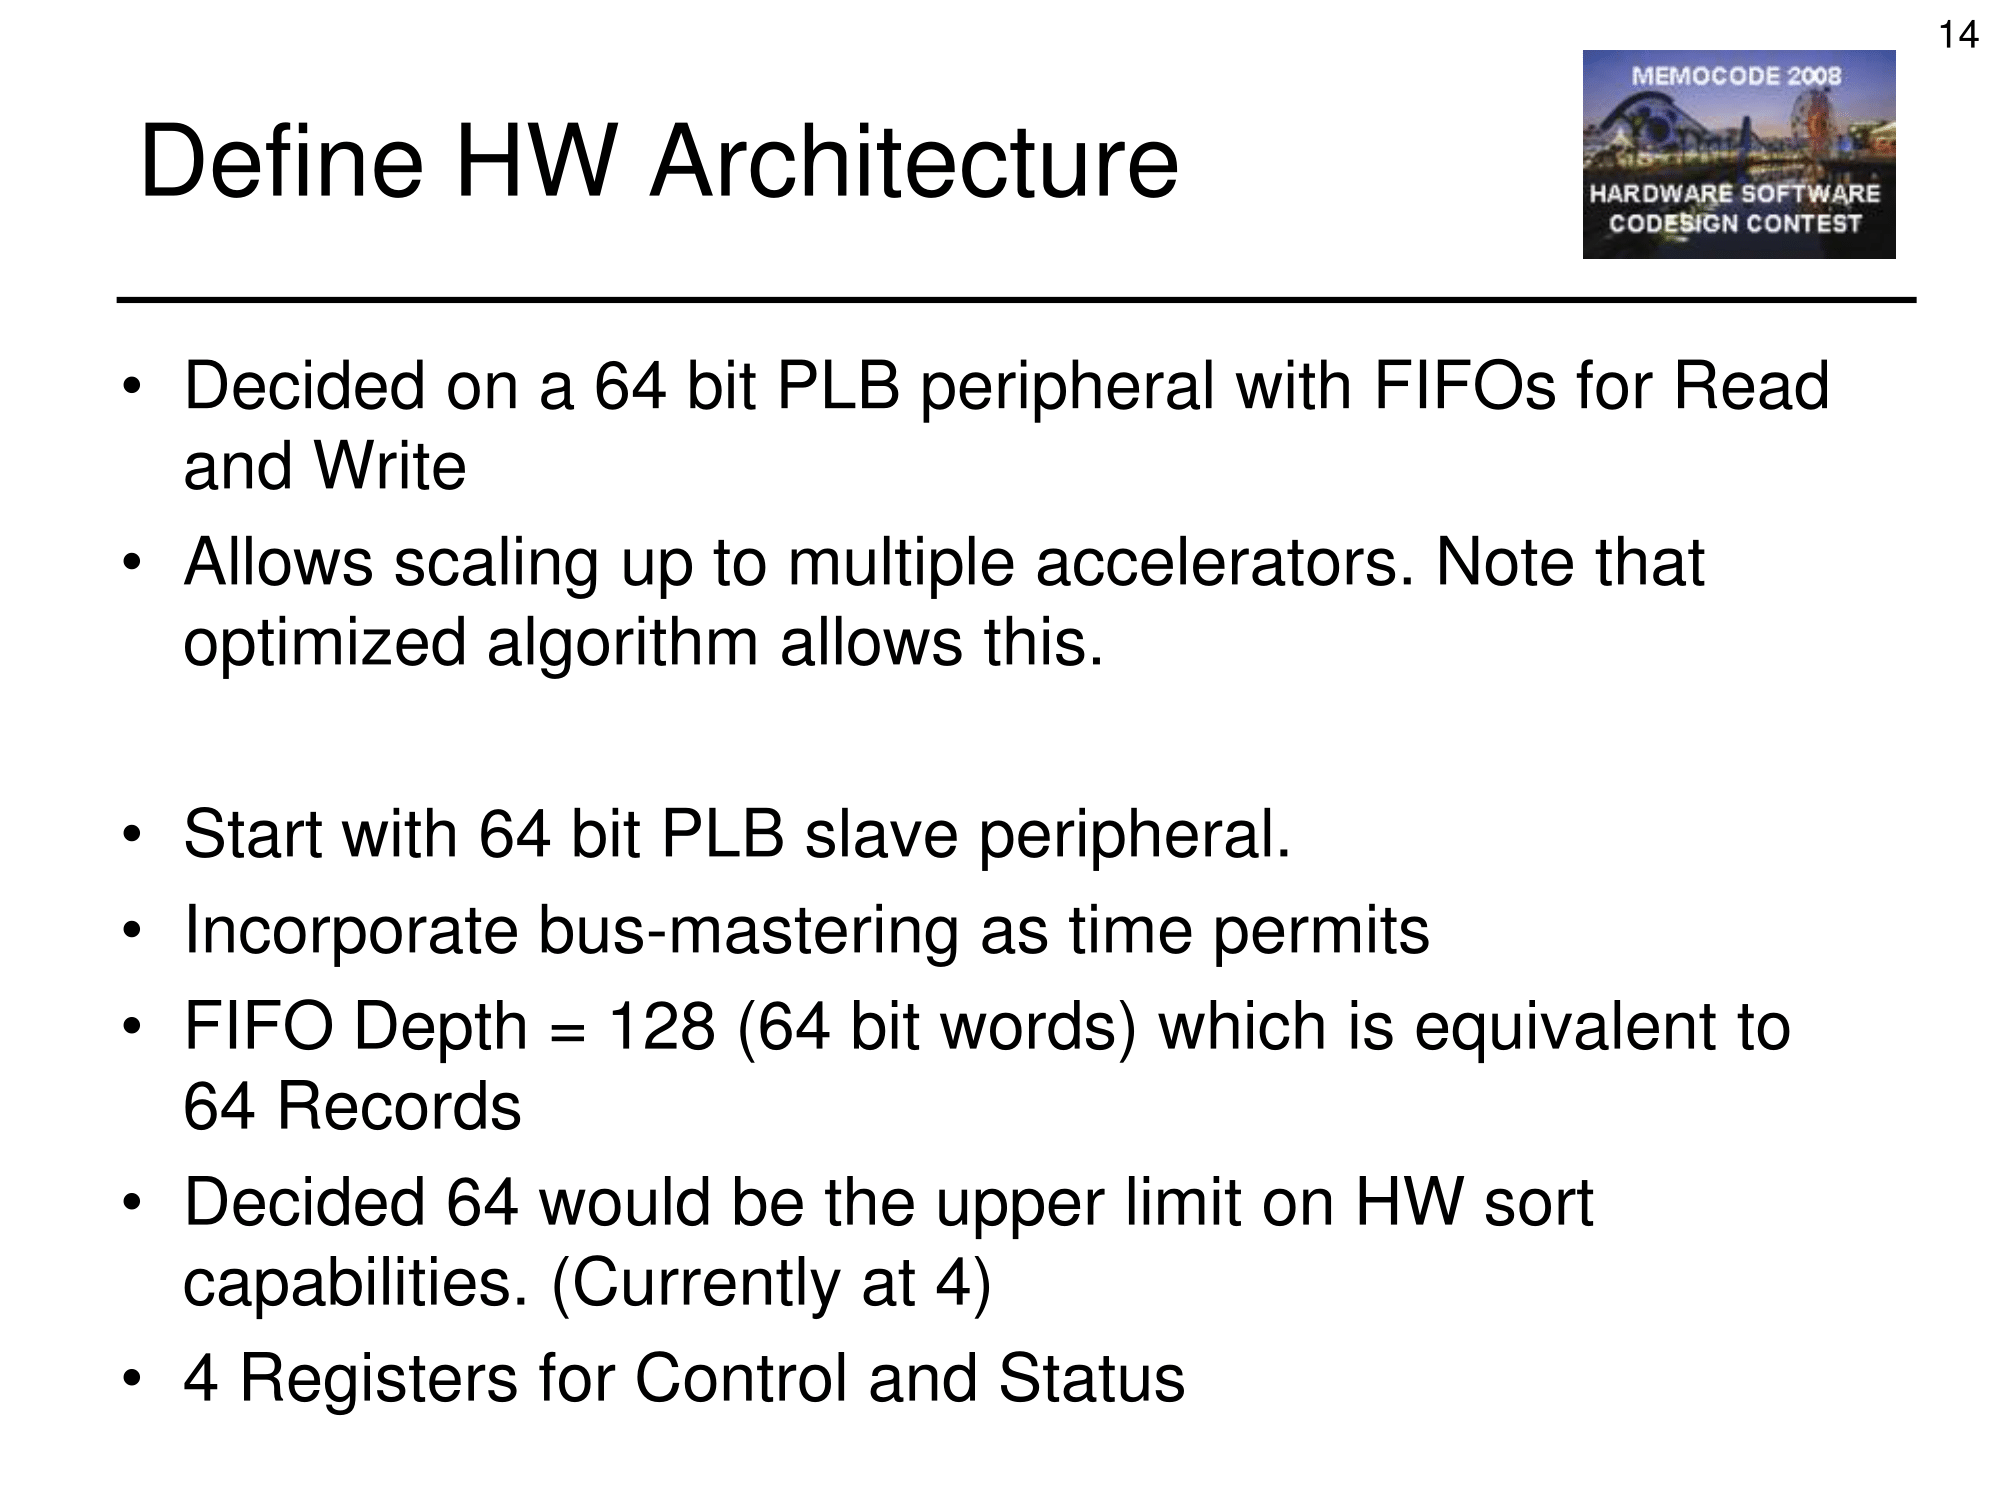 14
MEMOCODE 2008
HARDWARE SOFTWARE
CODESIGN CONTEST
Define HW Architecture
• Decided on a 64 bit PLB peripheral with FIFOs for Read
and Write
• Allows scaling up to multiple accelerators. Note that
optimized algorithm allows this.
• Start with 64 bit PLB slave peripheral.
• Incorporate bus-mastering as time permits
• FIFO Depth = 128 (64 bit words) which is equivalent to
64 Records
• Decided 64 would be the upper limit on HW sort
capabilities. (Currently at 4)
• 4 Registers for Control and Status